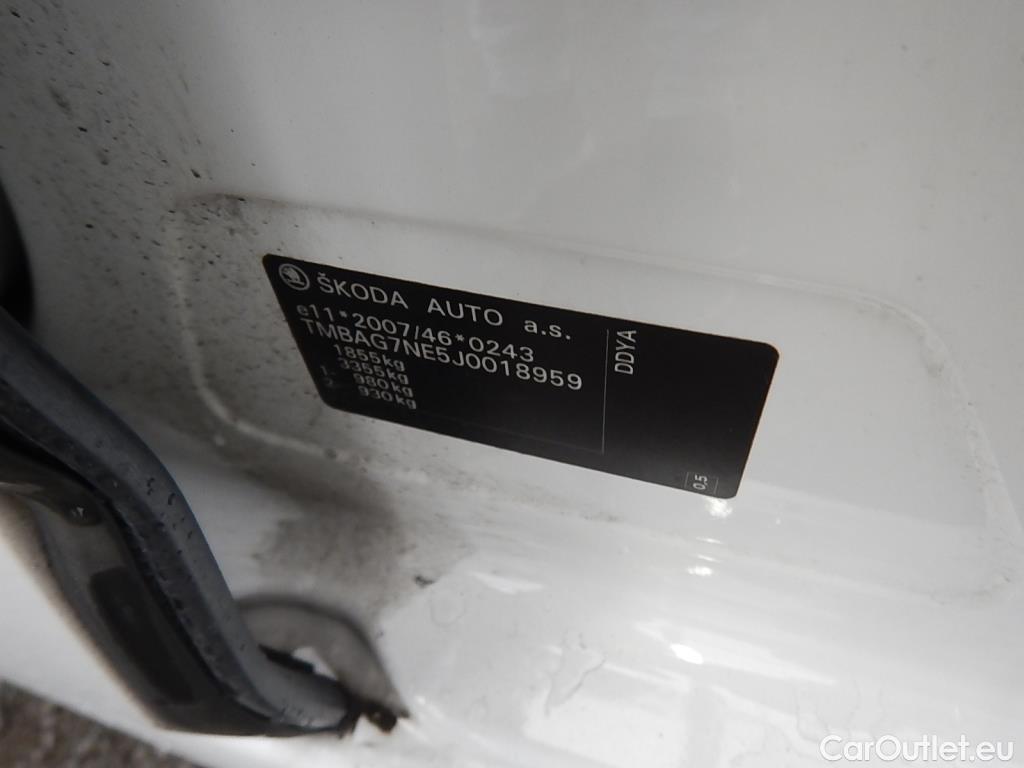 ŠKODA AUTO a.s.
e11*2007/46*0243
TMBAG7NE5J0018959
1855kg
3355kg
1- 980kg
2- 930kg
DDYA
0,5
CarOutlet.eu